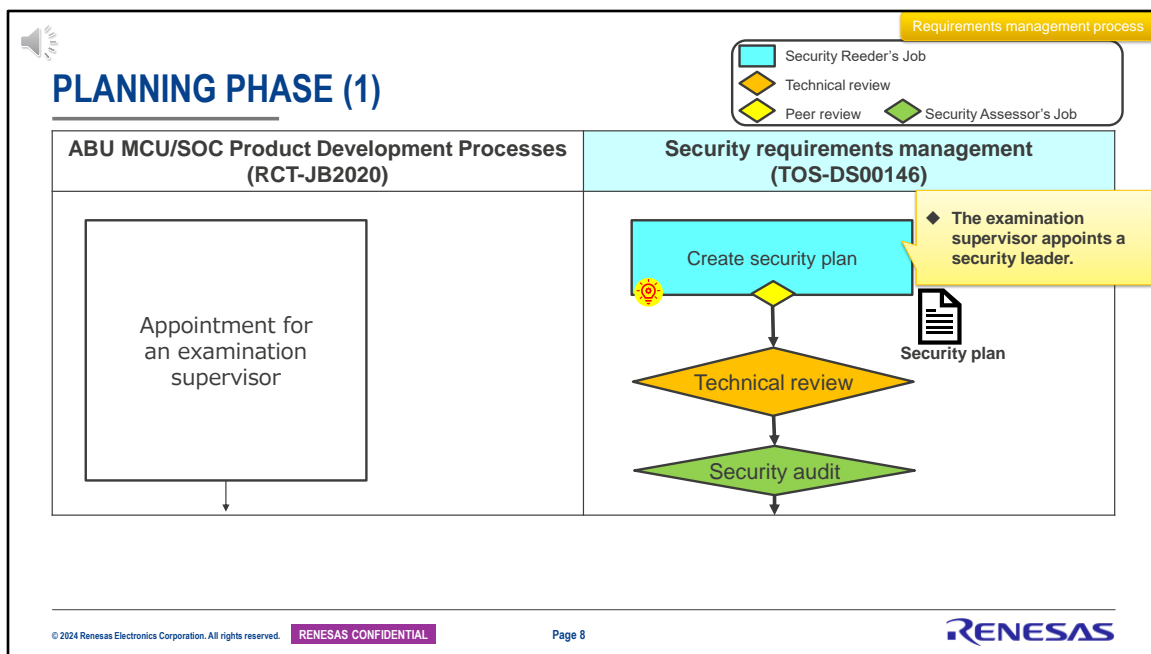 Requirements management process
Security Reeder's Job
Technical review
Peer review
Security Assessor's Job
PLANNING PHASE (1)
ABU MCU/SOC Product Development Processes
(RCT-JB2020)
Security requirements management
(TOS-DS00146)
Appointment for
an examination
supervisor
Create security plan
◆ The examination
supervisor appoints a
security leader.
Security plan
Technical review
Security audit
© 2024 Renesas Electronics Corporation. All rights reserved.
RENESAS CONFIDENTIAL
Page 8
RENESAS